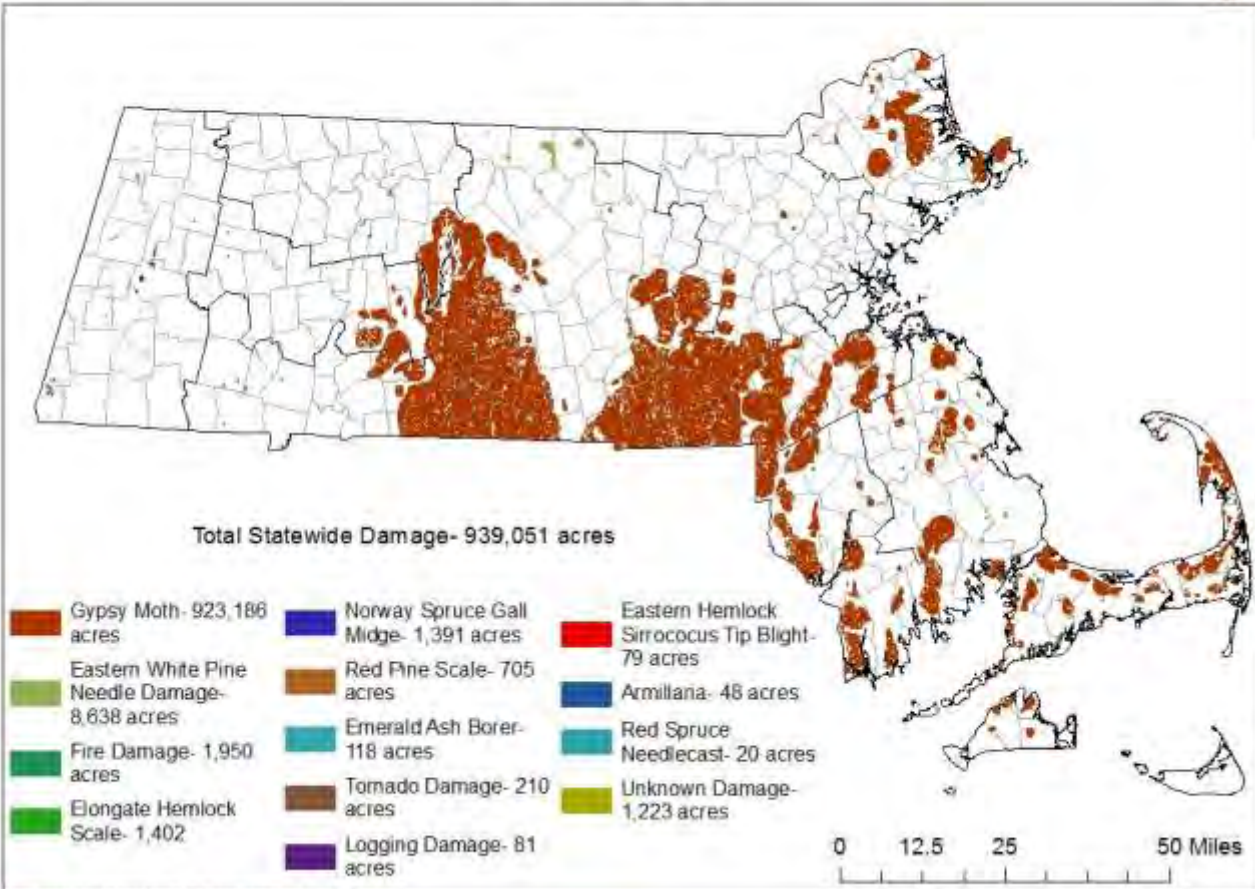 Total Statewide Damage- 939,051 acres
Gypsy Moth- 923,186
acres
Eastern White Pine
Needle Damage-
8,638 acres
Fire Damage- 1,950
acres
Elongate Hemlock
Scale- 1,402
Norway Spruce Gall
Midge- 1,391 acres
Red Pine Scale- 705
acres
Emerald Ash Borer-
118 acres
Tornado Damage- 210
acres
Logging Damage- 81
acres
Eastern Hemlock
Sirrococus Tip Blight-
79 acres
Armillaria- 48 acres
Red Spruce
Needlecast- 20 acres
Unknown Damage-
1,223 acres
0 12.5 25 50 Miles